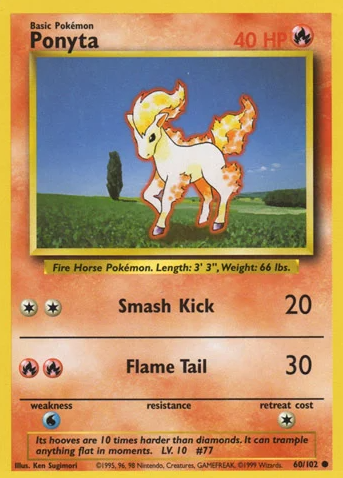 Basic Pokémon
Ponyta 40 HP
Fire Horse Pokémon. Length: 3' 3", Weight: 66 lbs.
Smash Kick 20
Flame Tail 30
weakness resistance retreat cost
Its hooves are 10 times harder than diamonds. It can trample
anything flat in moments. LV. 10 #77
Illus. Ken Sugimori ©1995, 96, 98 Nintendo, Creatures, GAMEFREAK. ©1999 Wizards. 60/102